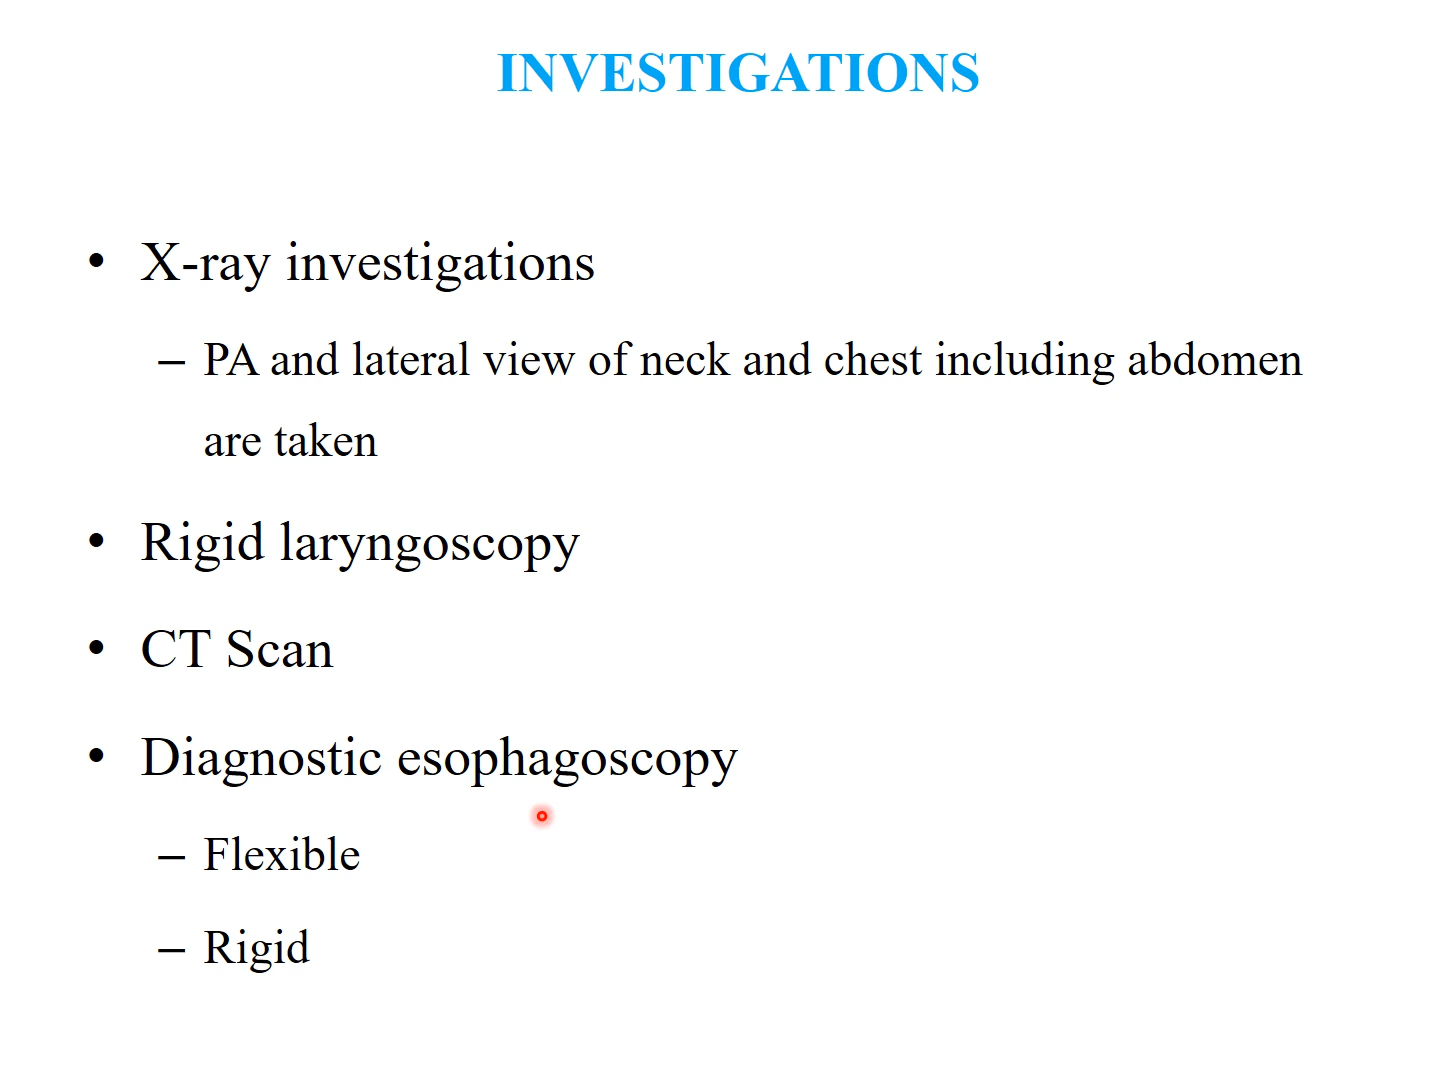 INVESTIGATIONS
• X-ray investigations
– PA and lateral view of neck and chest including abdomen
are taken
• Rigid laryngoscopy
• CT Scan
• Diagnostic esophagoscopy
– Flexible
– Rigid